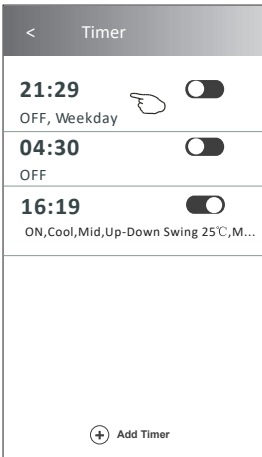 < Timer
21:29
OFF, Weekday
04:30
OFF
16:19
ON,Cool,Mid,Up-Down Swing 25℃,M...
Add Timer